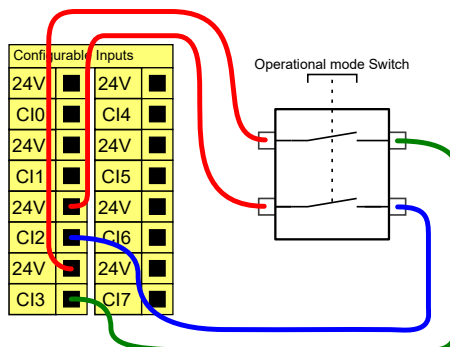 Configurable Inputs
24V 24V
CI0 CI4
24V 24V
CI1 CI5
24V 24V
CI2 CI6
24V 24V
CI3 CI7
Operational mode Switch